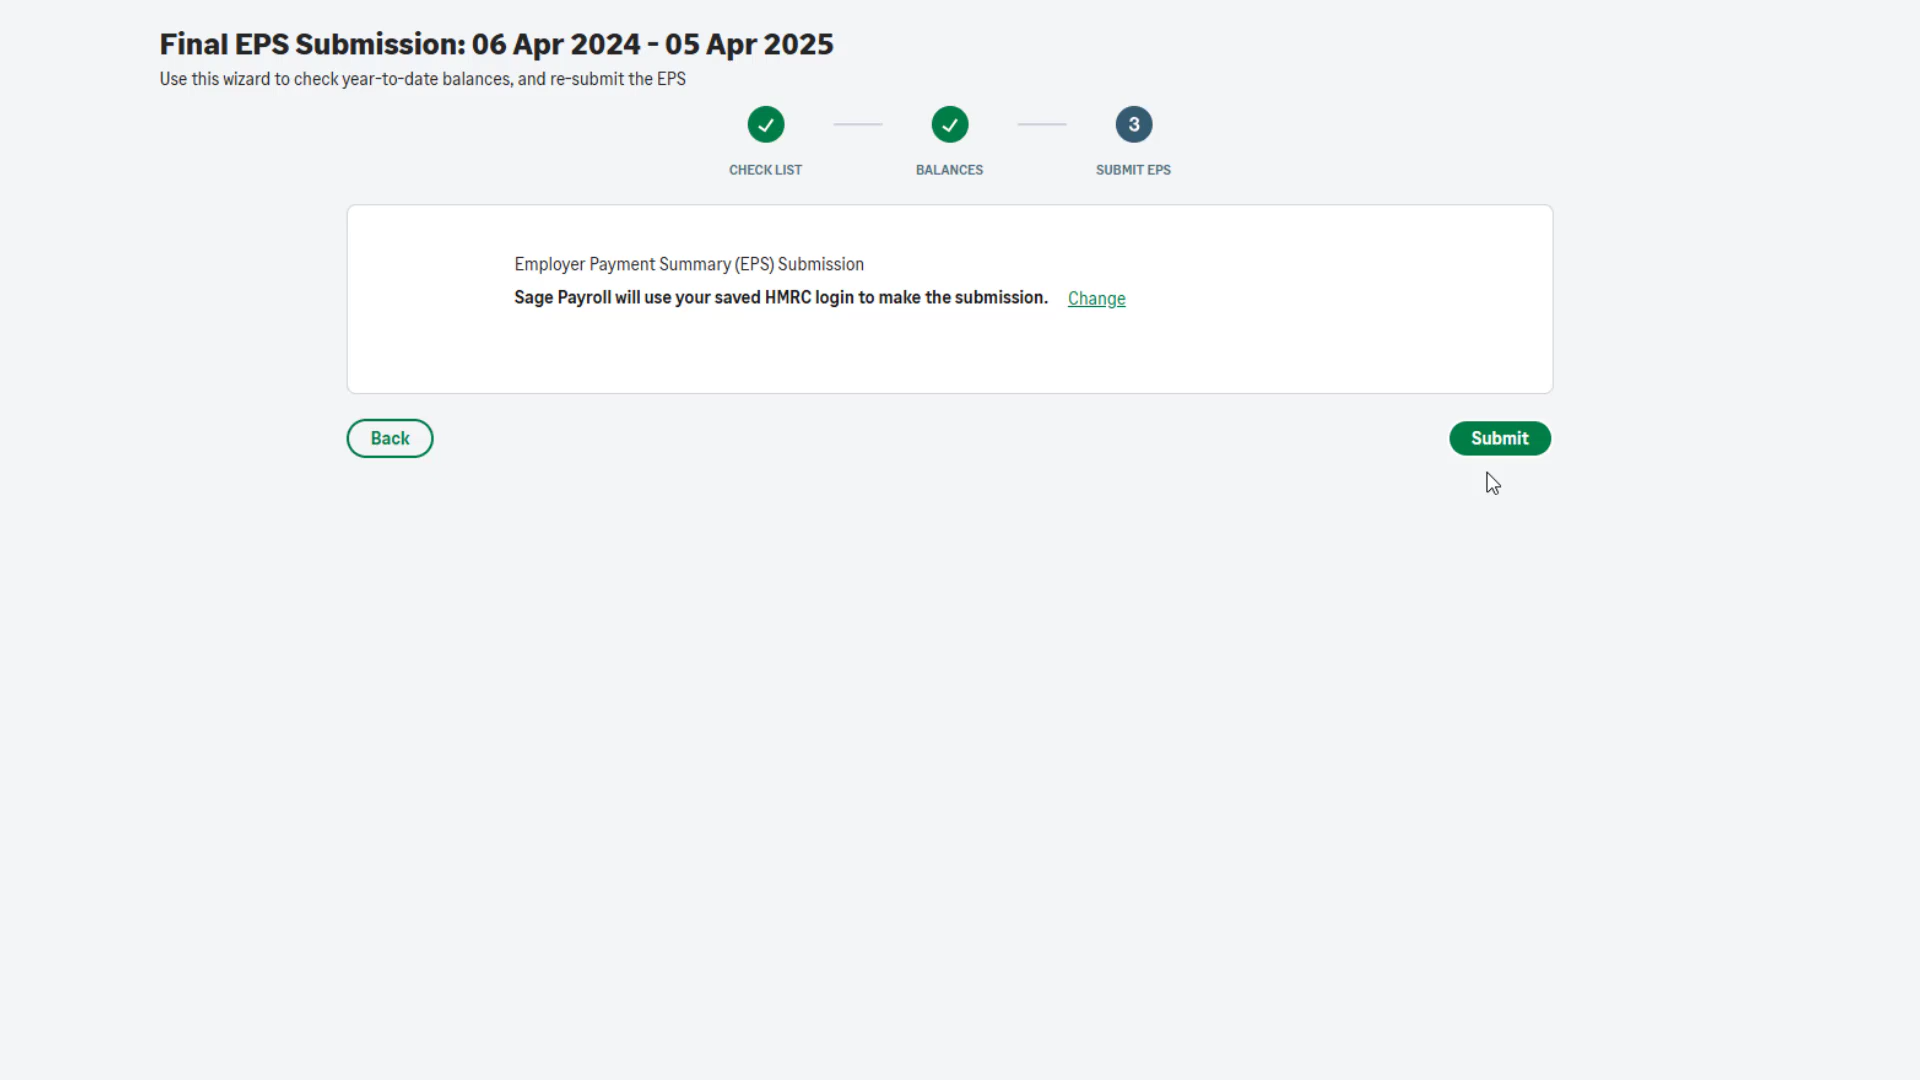 Final EPS Submission: 06 Apr 2024 - 05 Apr 2025
Use this wizard to check year-to-date balances, and re-submit the EPS
3
CHECK LIST
BALANCES
SUBMIT EPS
Employer Payment Summary (EPS) Submission
Sage Payroll will use your saved HMRC login to make the submission. Change
Back
Submit